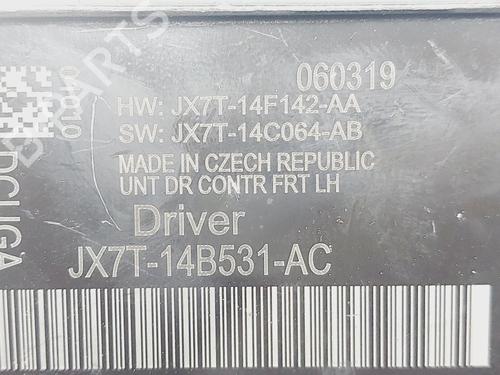 060319
HW: JX7T-14F142-AA
SW: JX7T-14C064-AB
MADE IN CZECH REPUBLIC
UNT DR CONTR FRT LH
Driver
JX7T-14B531-AC
DCUGA